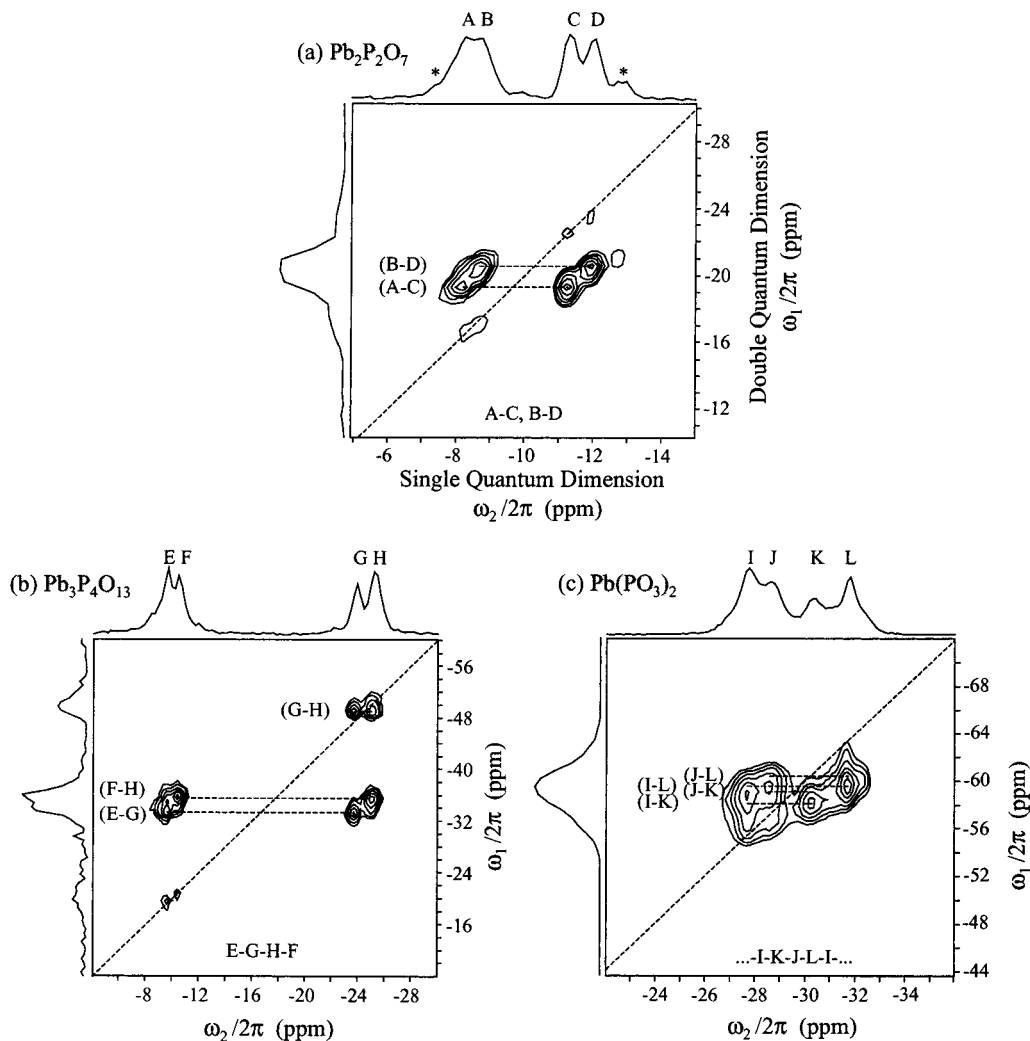 A B C D
(a) Pb2P2O7
* *
-28
-24
-20
-16
-12
Double Quantum Dimension
ω1/2π (ppm)
(B-D)
(A-C)
A-C, B-D
-6 -8 -10 -12 -14
Single Quantum Dimension
ω2/2π (ppm)
E F G H
(b) Pb3P4O13
-56
-48
-40
-32
-24
-16
ω1/2π (ppm)
(G-H)
(F-H)
(E-G)
E-G-H-F
-8 -12 -16 -20 -24 -28
ω2/2π (ppm)
I J K L
(c) Pb(PO3)2
-68
-64
-60
-56
-52
-48
-44
ω1/2π (ppm)
(J-L)
(I-L) (J-K)
(I-K)
...-I-K-J-L-I-...
-24 -26 -28 -30 -32 -34
ω2/2π (ppm)